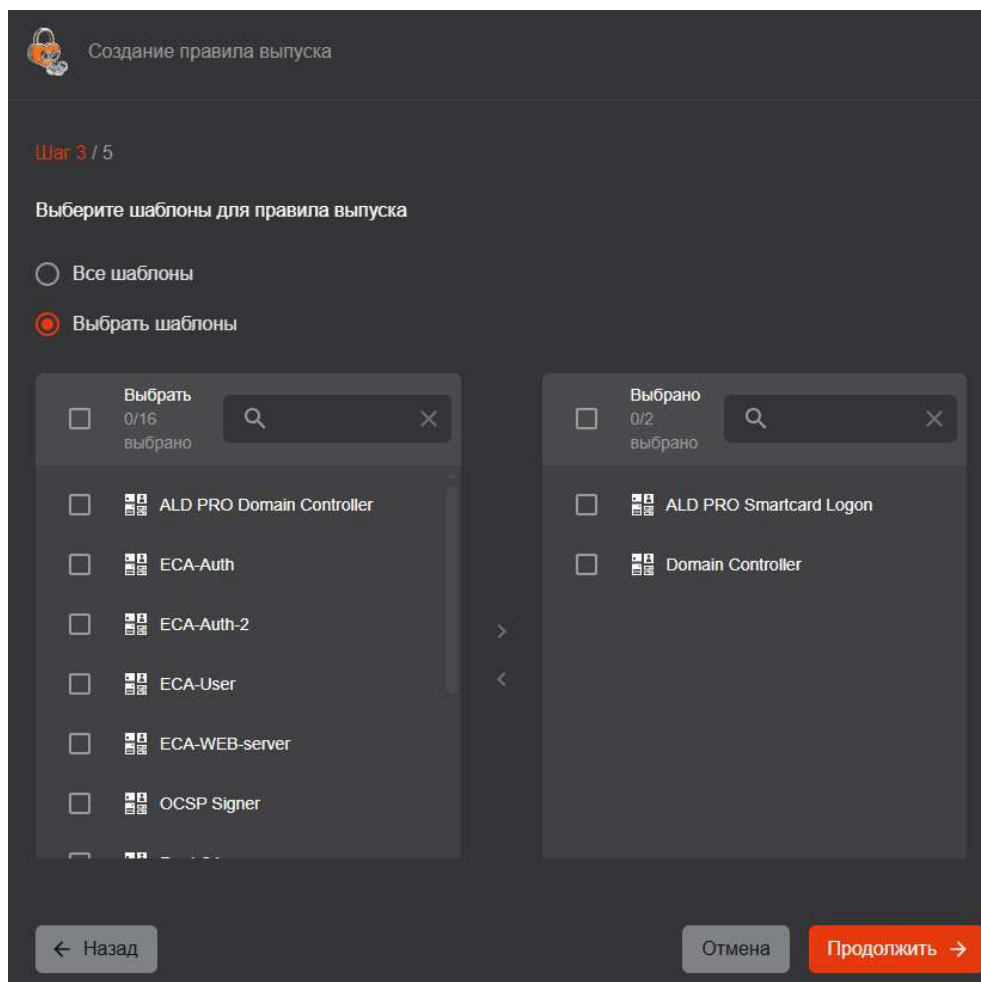 Создание правила выпуска
Шаг 3 / 5
Выберите шаблоны для правила выпуска
Все шаблоны
Выбрать шаблоны
Выбрать
0/16
выбрано
ALD PRO Domain Controller
ECA-Auth
ECA-Auth-2
ECA-User
ECA-WEB-server
OCSP Signer
Выбрано
0/2
выбрано
ALD PRO Smartcard Logon
Domain Controller
Назад
Отмена
Продолжить